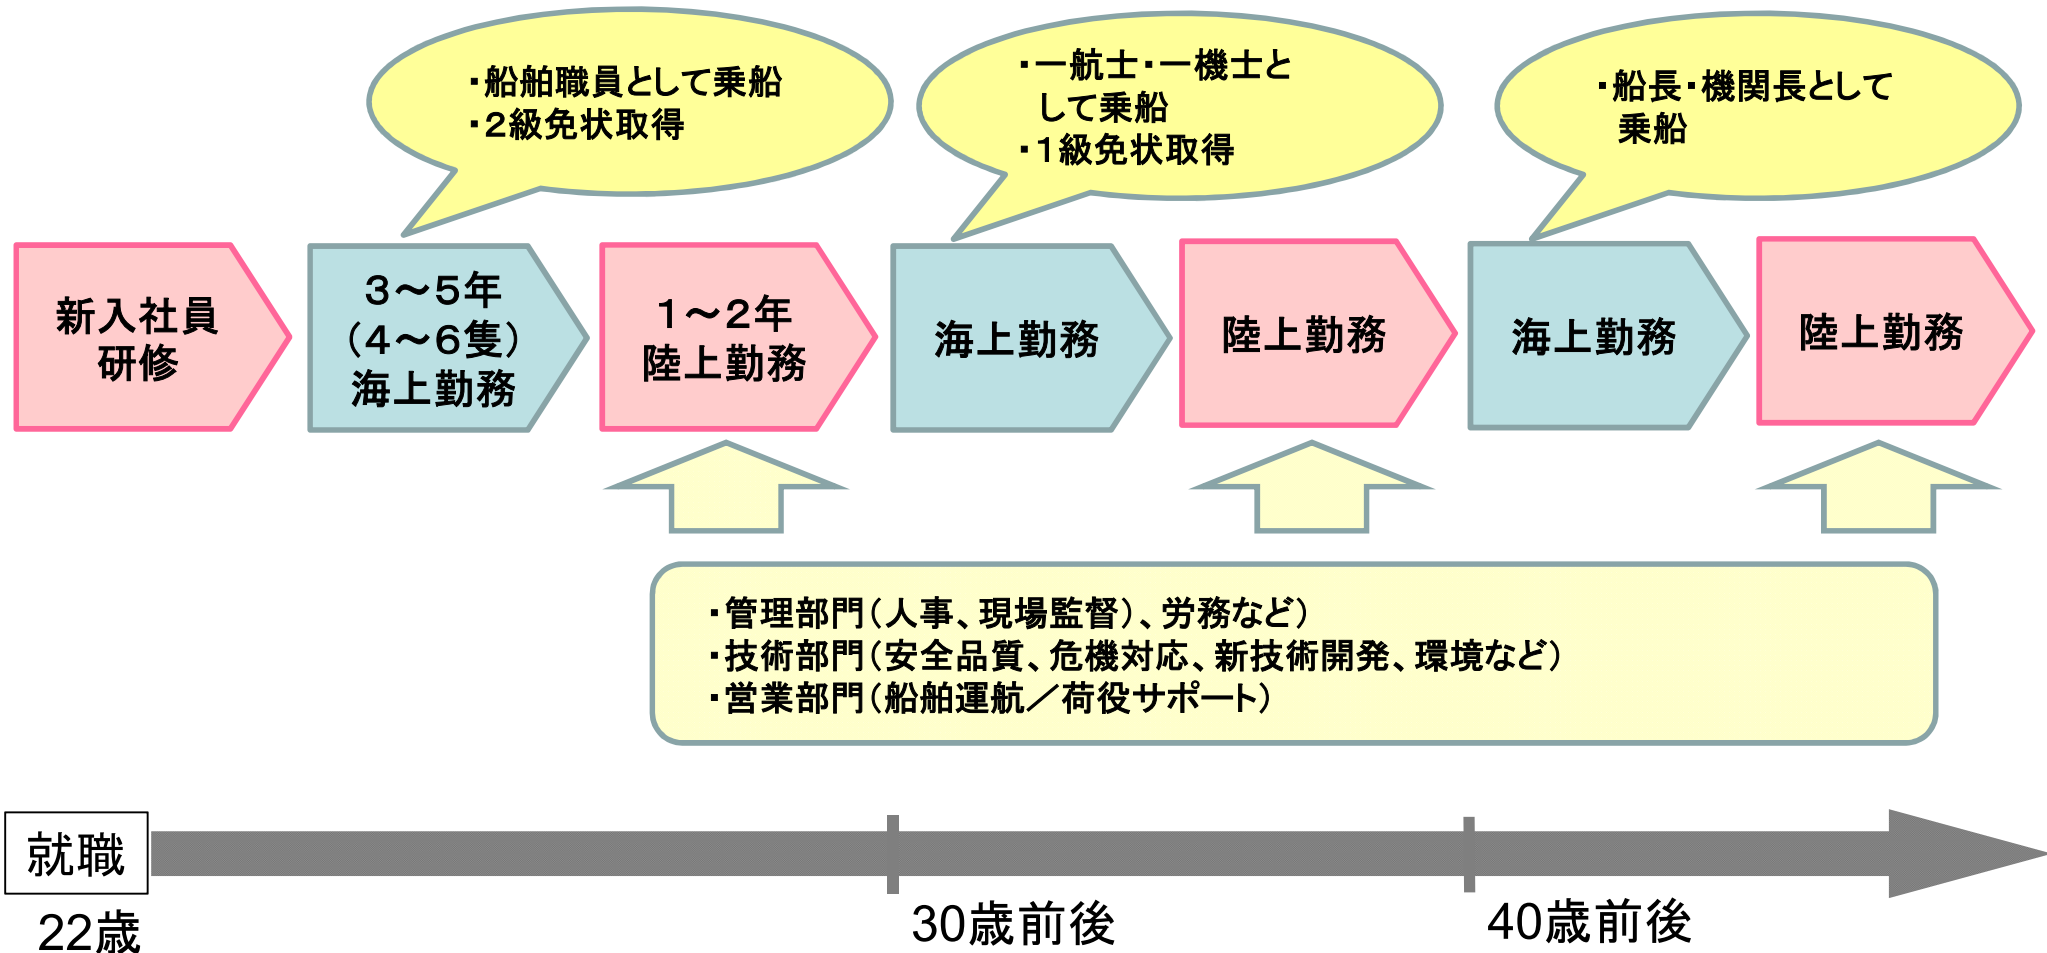 ・船舶職員として乗船
・２級免状取得
・一航士・一機士と
して乗船
・１級免状取得
・船長・機関長として
乗船
新入社員
研修
３～５年
（４～６隻）
海上勤務
１～２年
陸上勤務
海上勤務
陸上勤務
海上勤務
陸上勤務
・管理部門（人事、現場監督）、労務など）
・技術部門（安全品質、危機対応、新技術開発、環境など）
・営業部門（船舶運航／荷役サポート）
就職
22歳
30歳前後
40歳前後